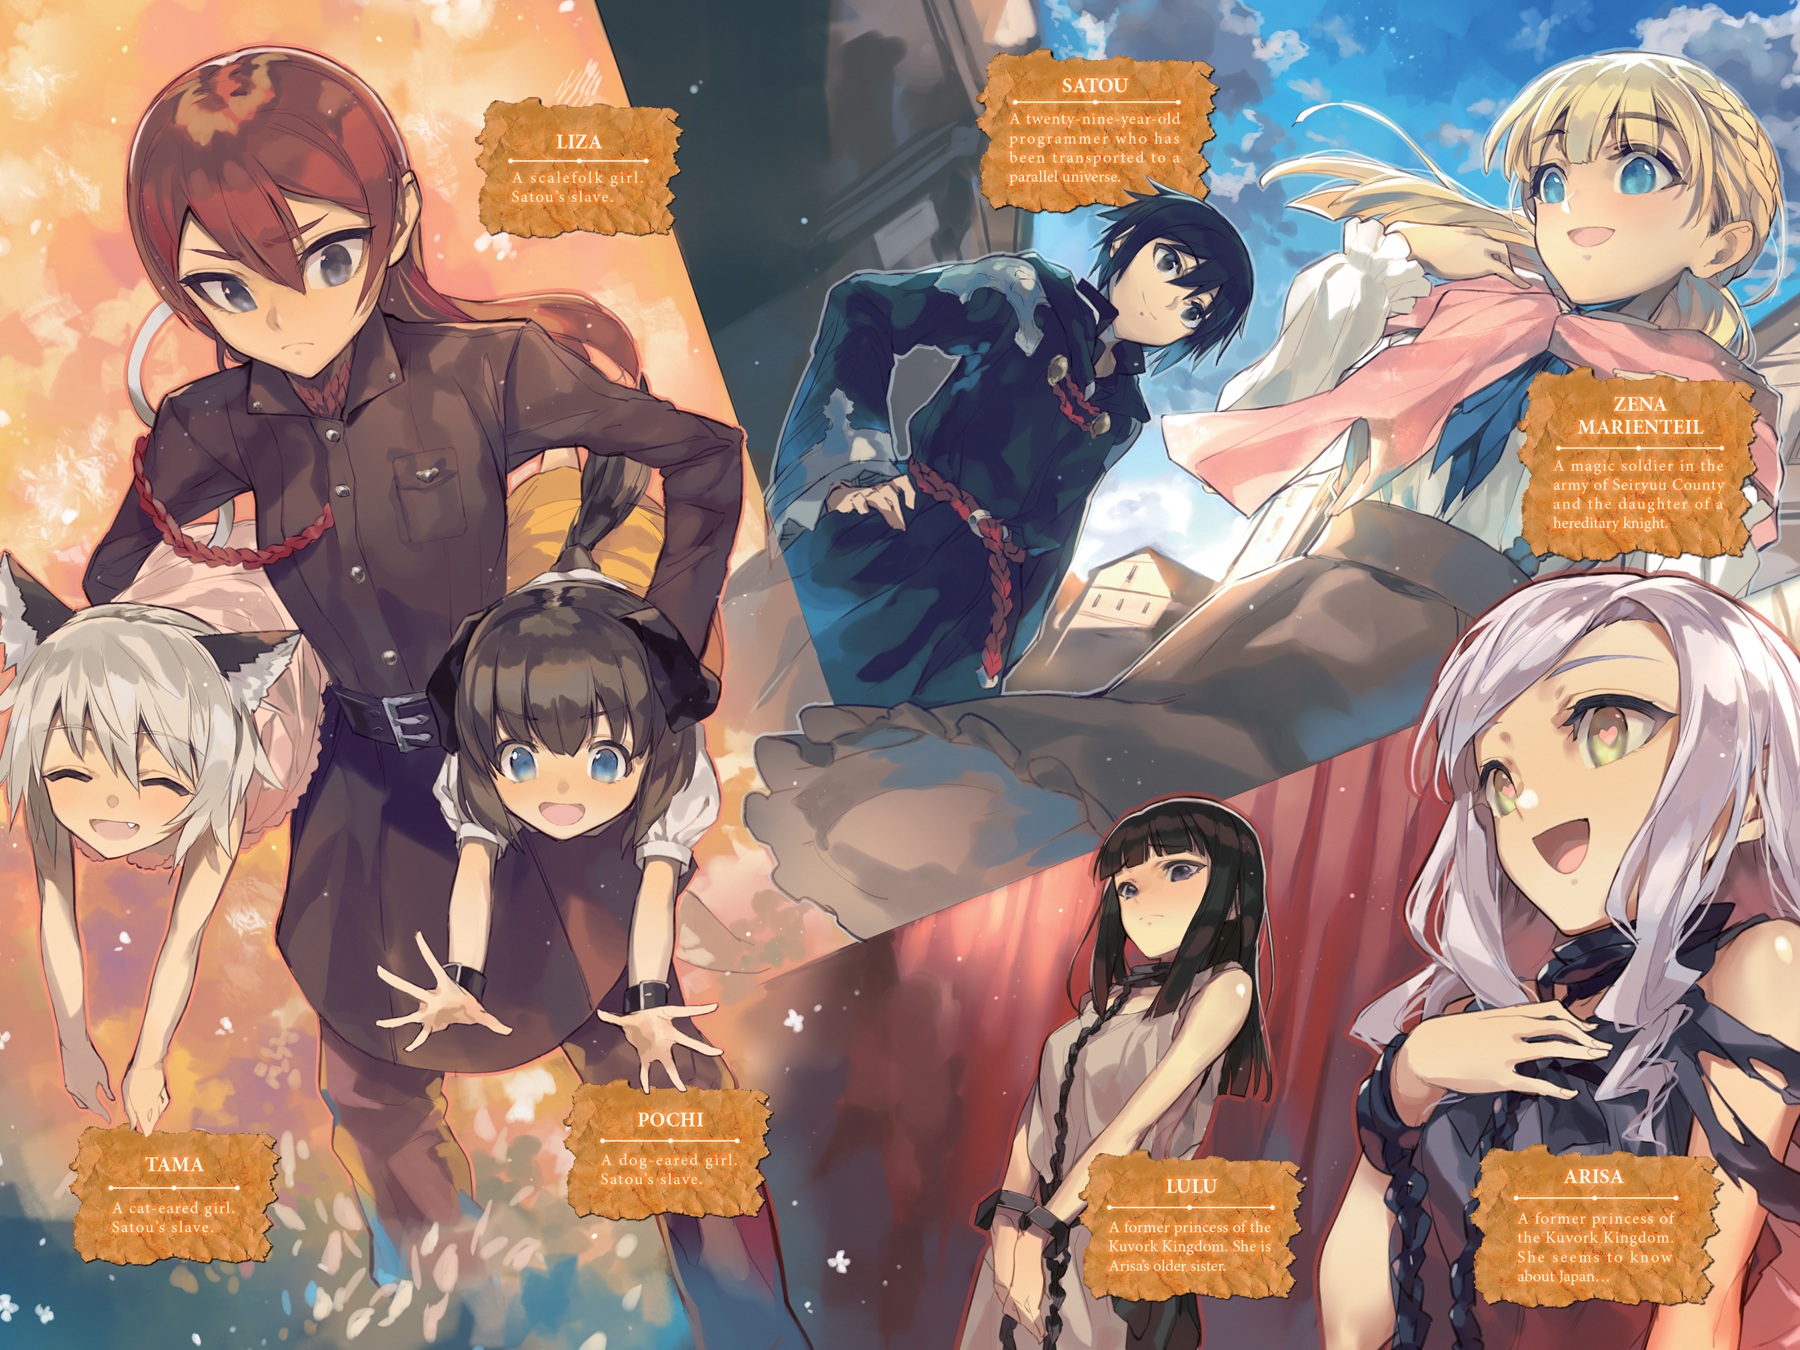 LIZA
A scalefolk girl.
Satou's slave.
SATOU
A twenty-nine-year-old
programmer who has
been transported to a
parallel universe.
ZENA
MARIENTEIL
A magic soldier in the
army of Seiryuu County
and the daughter of a
hereditary knight.
TAMA
A cat-eared girl.
Satou's slave.
POCHI
A dog-eared girl.
Satou's slave.
LULU
A former princess of the
Kuvork Kingdom. She is
Arisa's older sister.
ARISA
A former princess of
the Kuvork Kingdom.
She seems to know
about Japan...